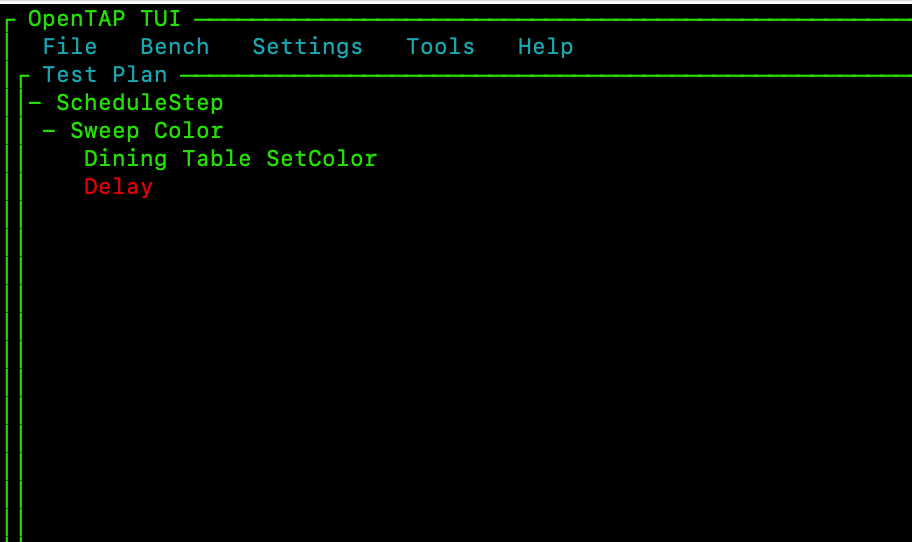 OpenTAP TUI
File Bench Settings Tools Help
Test Plan
- ScheduleStep
- Sweep Color
Dining Table SetColor
Delay